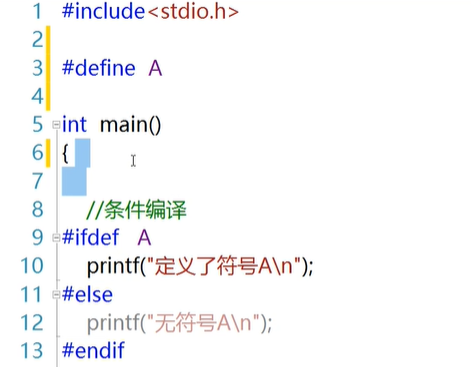 1 #include<stdio.h>
2
3 #define A
4
5 int main()
6 {
7
8 //条件编译
9 #ifdef A
10 printf("定义了符号A\n");
11 #else
12 printf("无符号A\n");
13 #endif